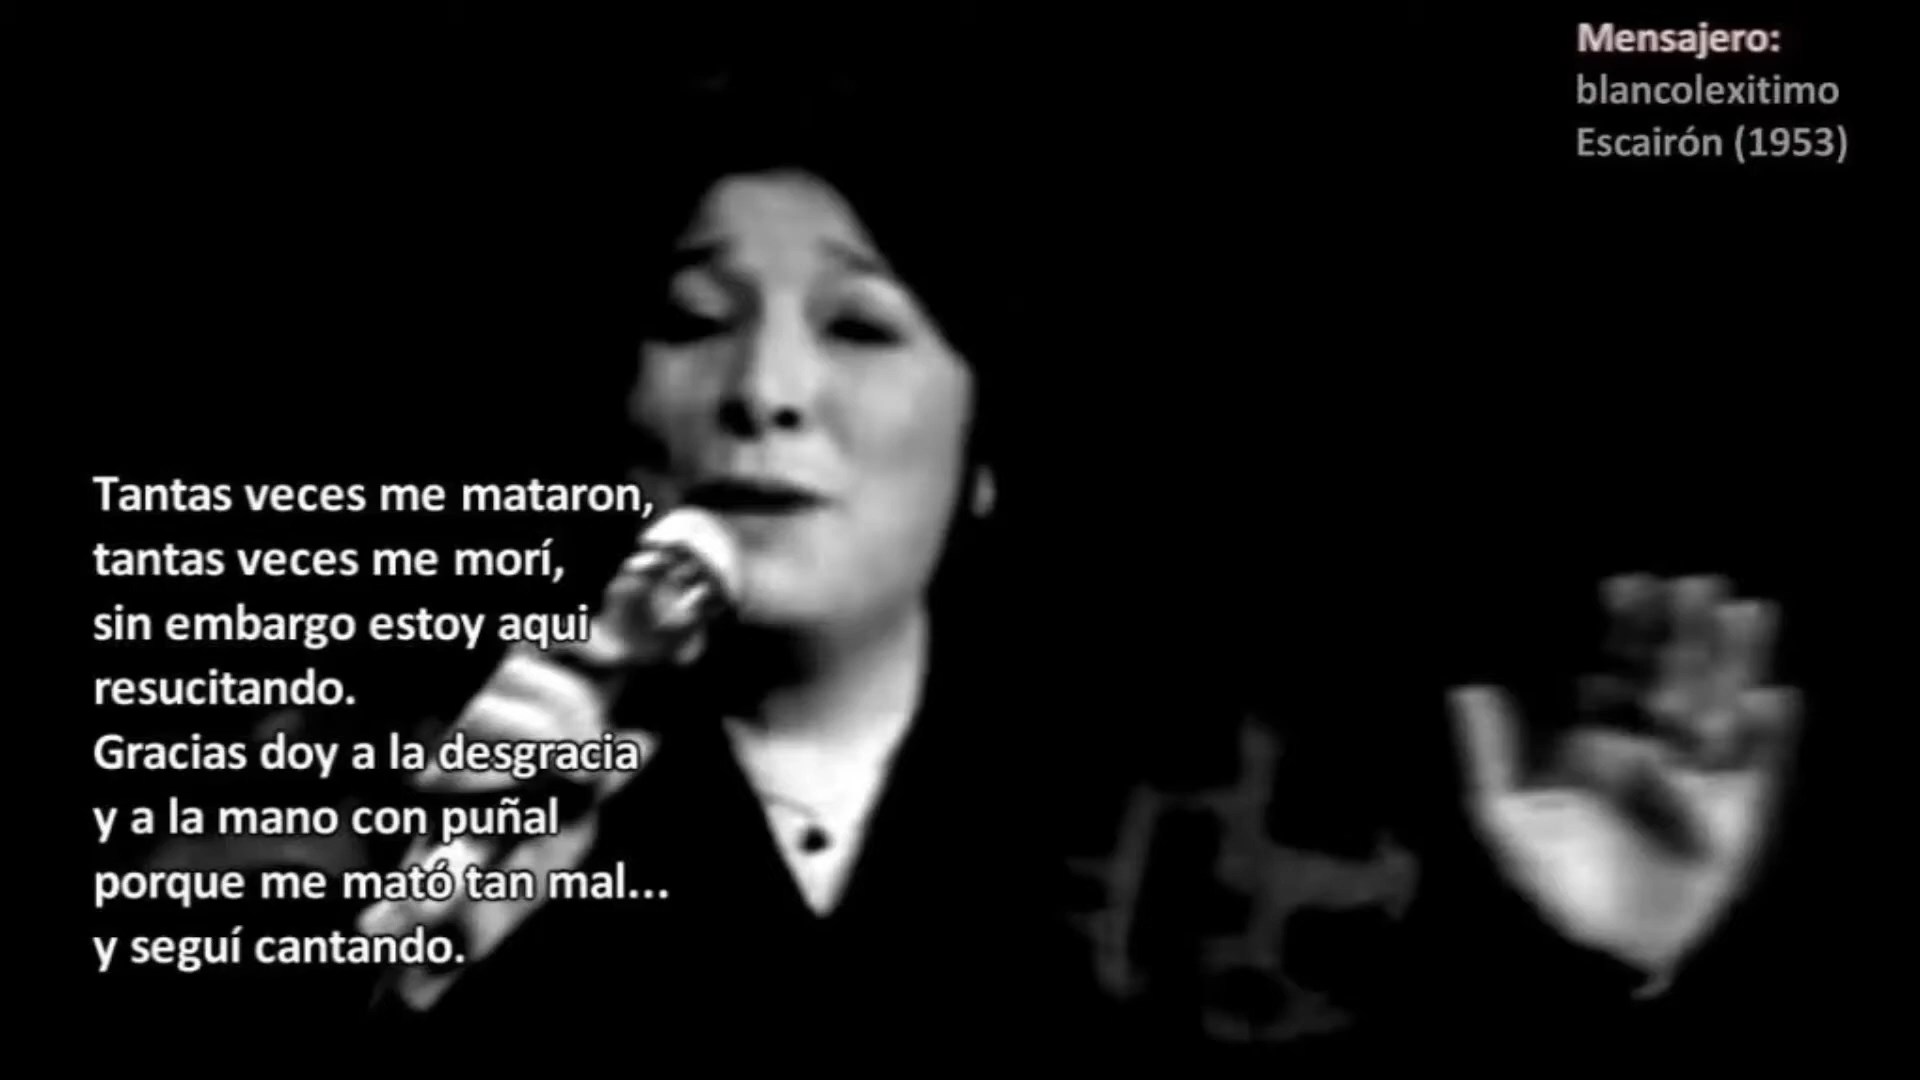 Mensajero:
blancolexitimo
Escairón (1953)
Tantas veces me mataron,
tantas veces me morí,
sin embargo estoy aqui
resucitando.
Gracias doy a la desgracia
y a la mano con puñal
porque me mató tan mal...
y seguí cantando.